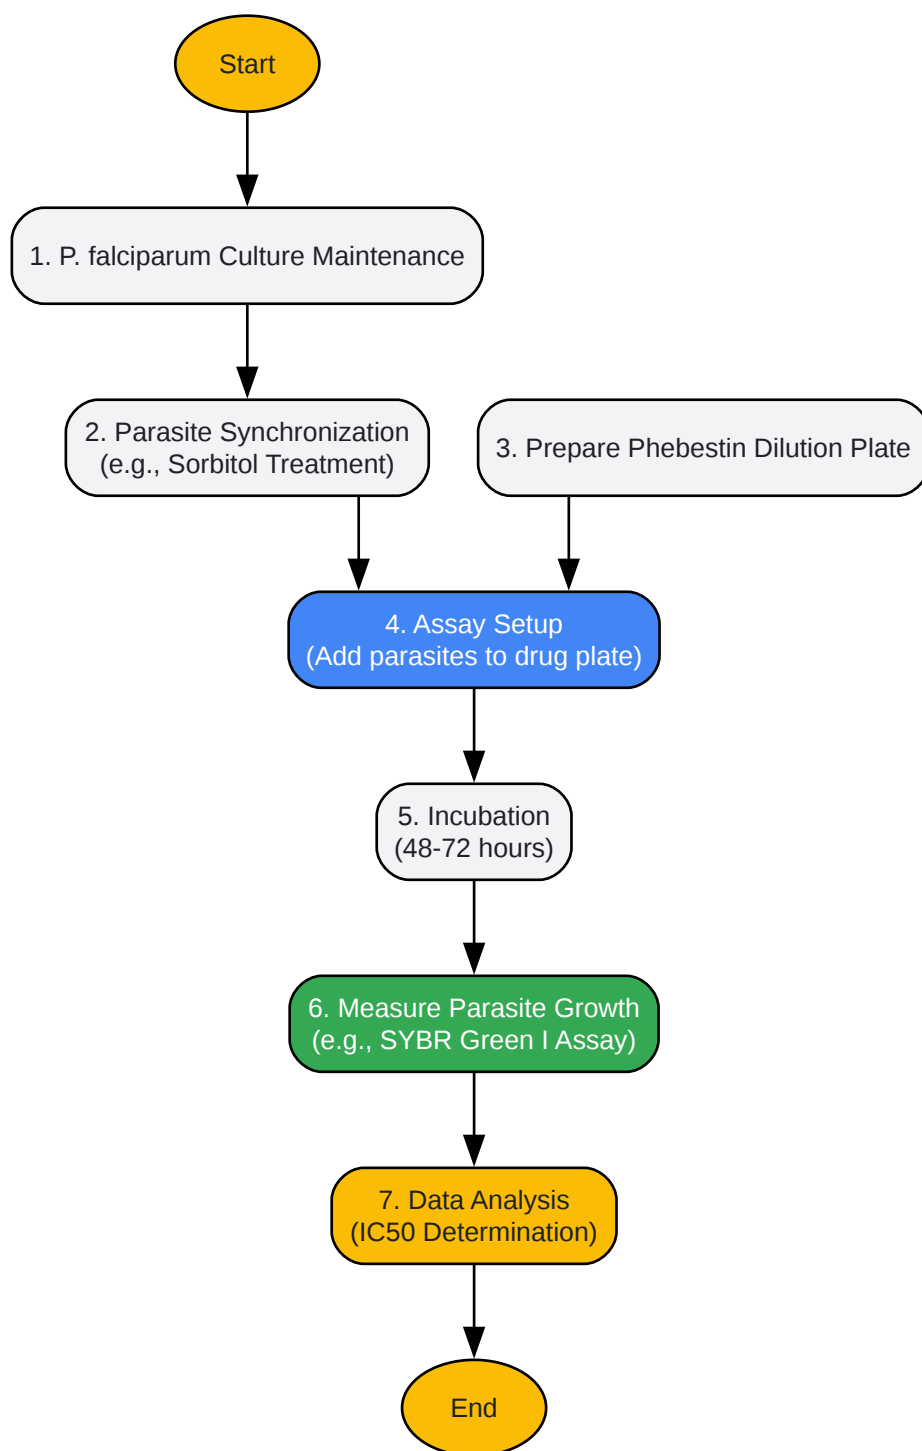 Start
1. P. falciparum Culture Maintenance
2. Parasite Synchronization
(e.g., Sorbitol Treatment)
3. Prepare Phebestin Dilution Plate
4. Assay Setup
(Add parasites to drug plate)
5. Incubation
(48-72 hours)
6. Measure Parasite Growth
(e.g., SYBR Green I Assay)
7. Data Analysis
(IC50 Determination)
End